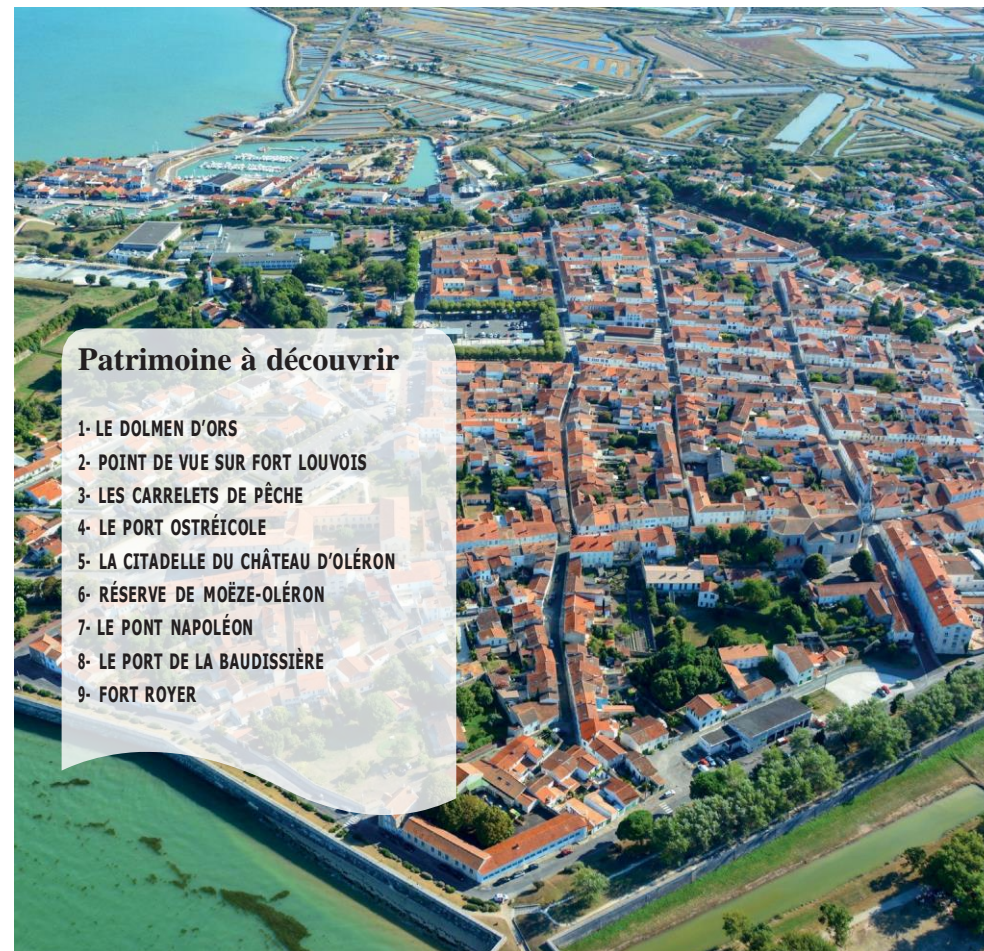 Patrimoine à découvrir
1- LE DOLMEN D'ORS
2- POINT DE VUE SUR FORT LOUVOIS
3- LES CARRELETS DE PÊCHE
4- LE PORT OSTRÉICOLE
5- LA CITADELLE DU CHÂTEAU D'OLÉRON
6- RÉSERVE DE MOËZE-OLÉRON
7- LE PONT NAPOLÉON
8- LE PORT DE LA BAUDISSIÈRE
9- FORT ROYER